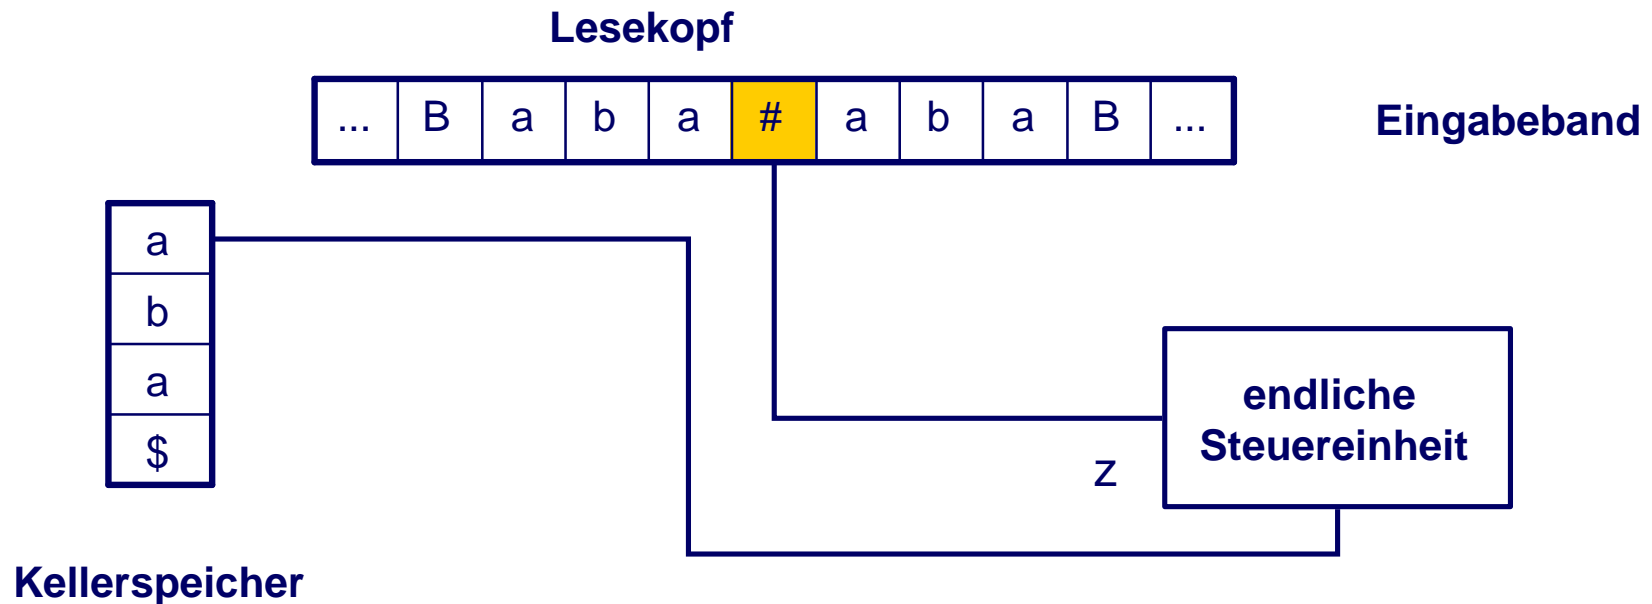 Lesekopf
... B a b a # a b a B ...
Eingabeband
a
b
a
$
endliche
Steuereinheit
z
Kellerspeicher